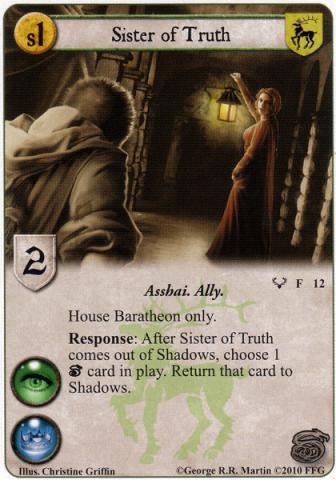 s1
Sister of Truth
2
Asshai. Ally.
F 12
House Baratheon only.
Response: After Sister of Truth
comes out of Shadows, choose 1
card in play. Return that card to
Shadows.
Illus. Christine Griffin
©George R.R. Martin ©2010 FFG